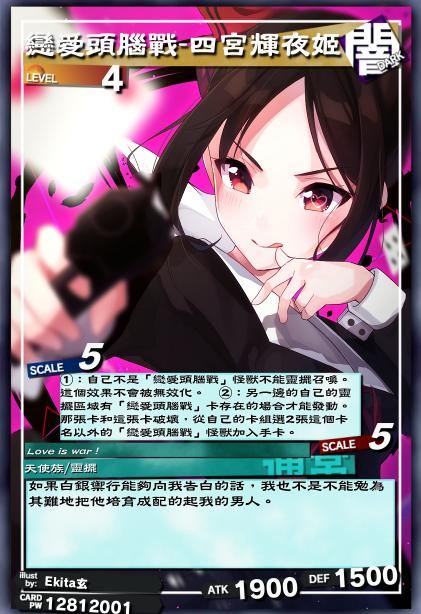 戀愛頭腦戰-四宮輝夜姬
闇
DARK
LEVEL 4
SCALE 5
①：自己不是「戀愛頭腦戰」怪獸不能靈擺召喚。
這個效果不會被無效化。 ②：另一邊的自己的靈
擺區域有「戀愛頭腦戰」卡存在的場合才能發動。
那張卡和這張卡破壞，從自己的卡組選2張這個卡
名以外的「戀愛頭腦戰」怪獸加入手卡。
SCALE 5
Love is war！
通常
天使族/靈擺
如果白銀禦行能夠向我告白的話，我也不是不能勉為
其難地把他培育成配的起我的男人。
illust by: Ekita玄
CARD PW 12812001
ATK 1900 DEF 1500